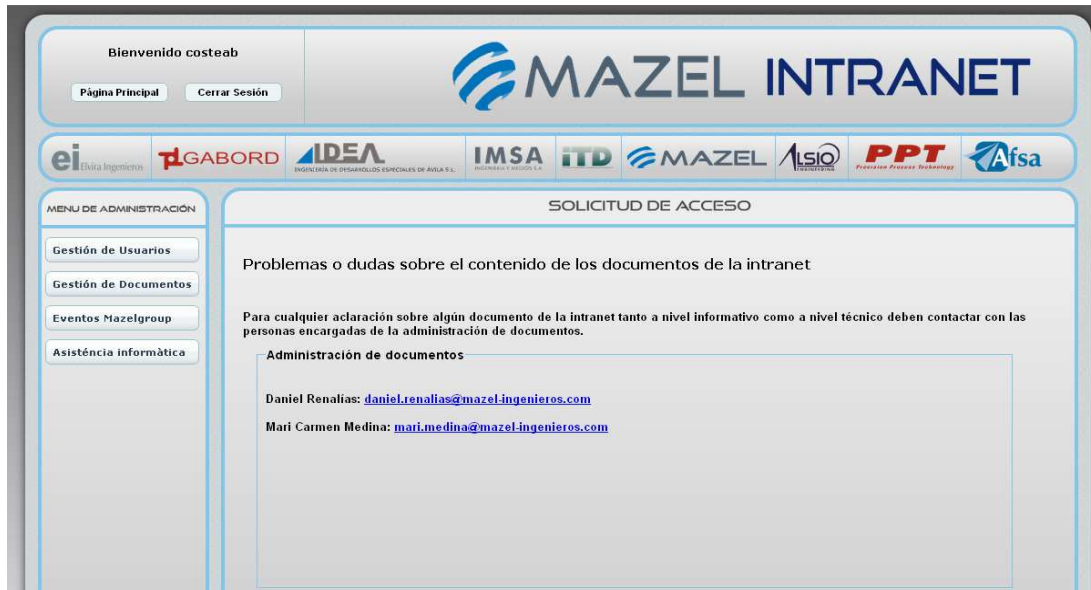 Bienvenido costeab
Página Principal
Cerrar Sesión
MAZEL INTRANET
ei Elvira Ingenieros
GABORD
IDEA
INGENIERÍA DE DESARROLLOS ESPECIALES DE ÁVILA S.L.
IMSA
iTD
MAZEL
ALSIO
ENGINEERING
PPT
Precision Process Technology
Afsa
MENU DE ADMINISTRACIÓN
SOLICITUD DE ACCESO
Gestión de Usuarios
Gestión de Documentos
Eventos Mazelgroup
Asisténcia informàtica
Problemas o dudas sobre el contenido de los documentos de la intranet
Para cualquier aclaración sobre algún documento de la intranet tanto a nivel informativo como a nivel técnico deben contactar con las
personas encargadas de la administración de documentos.
Administración de documentos
Daniel Renalías: daniel.renalias@mazel-ingenieros.com
Mari Carmen Medina: mari.medina@mazel-ingenieros.com